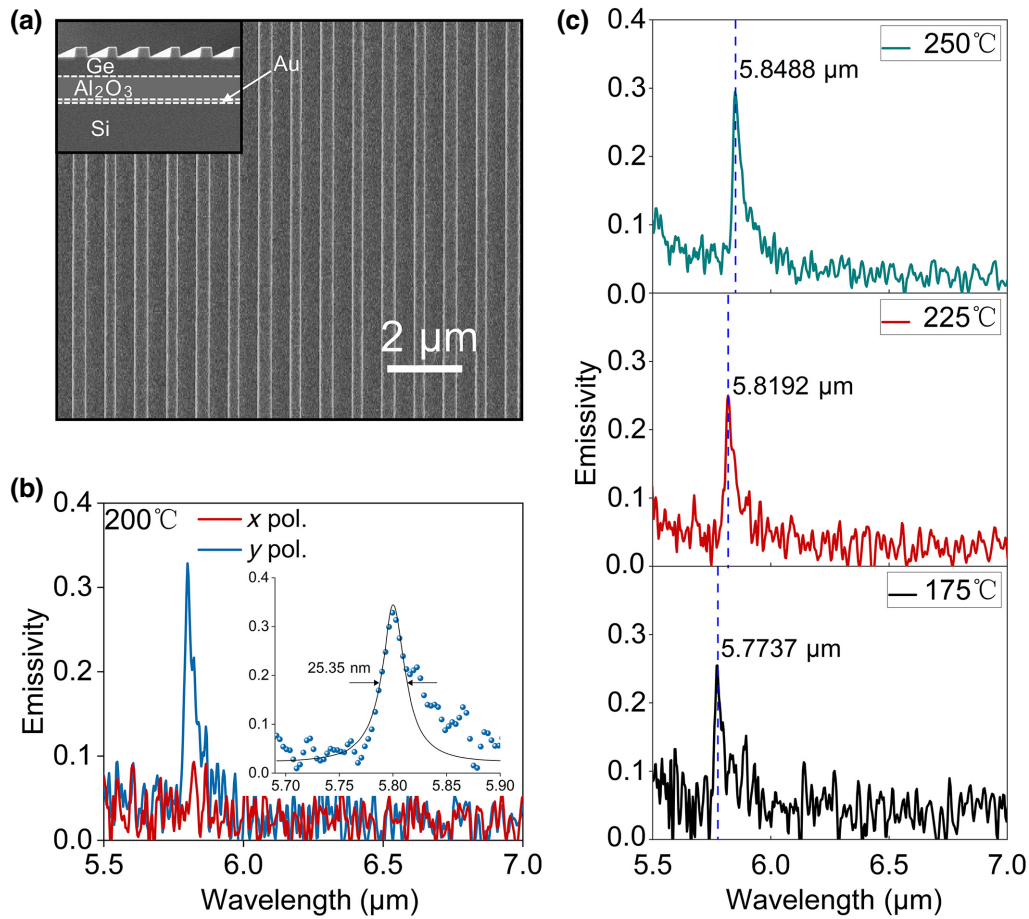 (a)
Ge
Au
Al2O3
Si
2 μm
(b)
0.4
0.3
0.2
0.1
0.0
Emissivity
200℃
x pol.
y pol.
0.4
0.3
0.2
0.1
0.0
25.35 nm
5.70
5.75
5.80
5.85
5.90
5.5
6.0
6.5
7.0
Wavelength (μm)
(c)
0.4
0.3
0.2
0.1
0.0
250℃
5.8488 μm
Emissivity
0.3
0.2
0.1
0.0
225℃
5.8192 μm
0.3
0.2
0.1
0.0
175℃
5.7737 μm
5.5
6.0
6.5
7.0
Wavelength (μm)